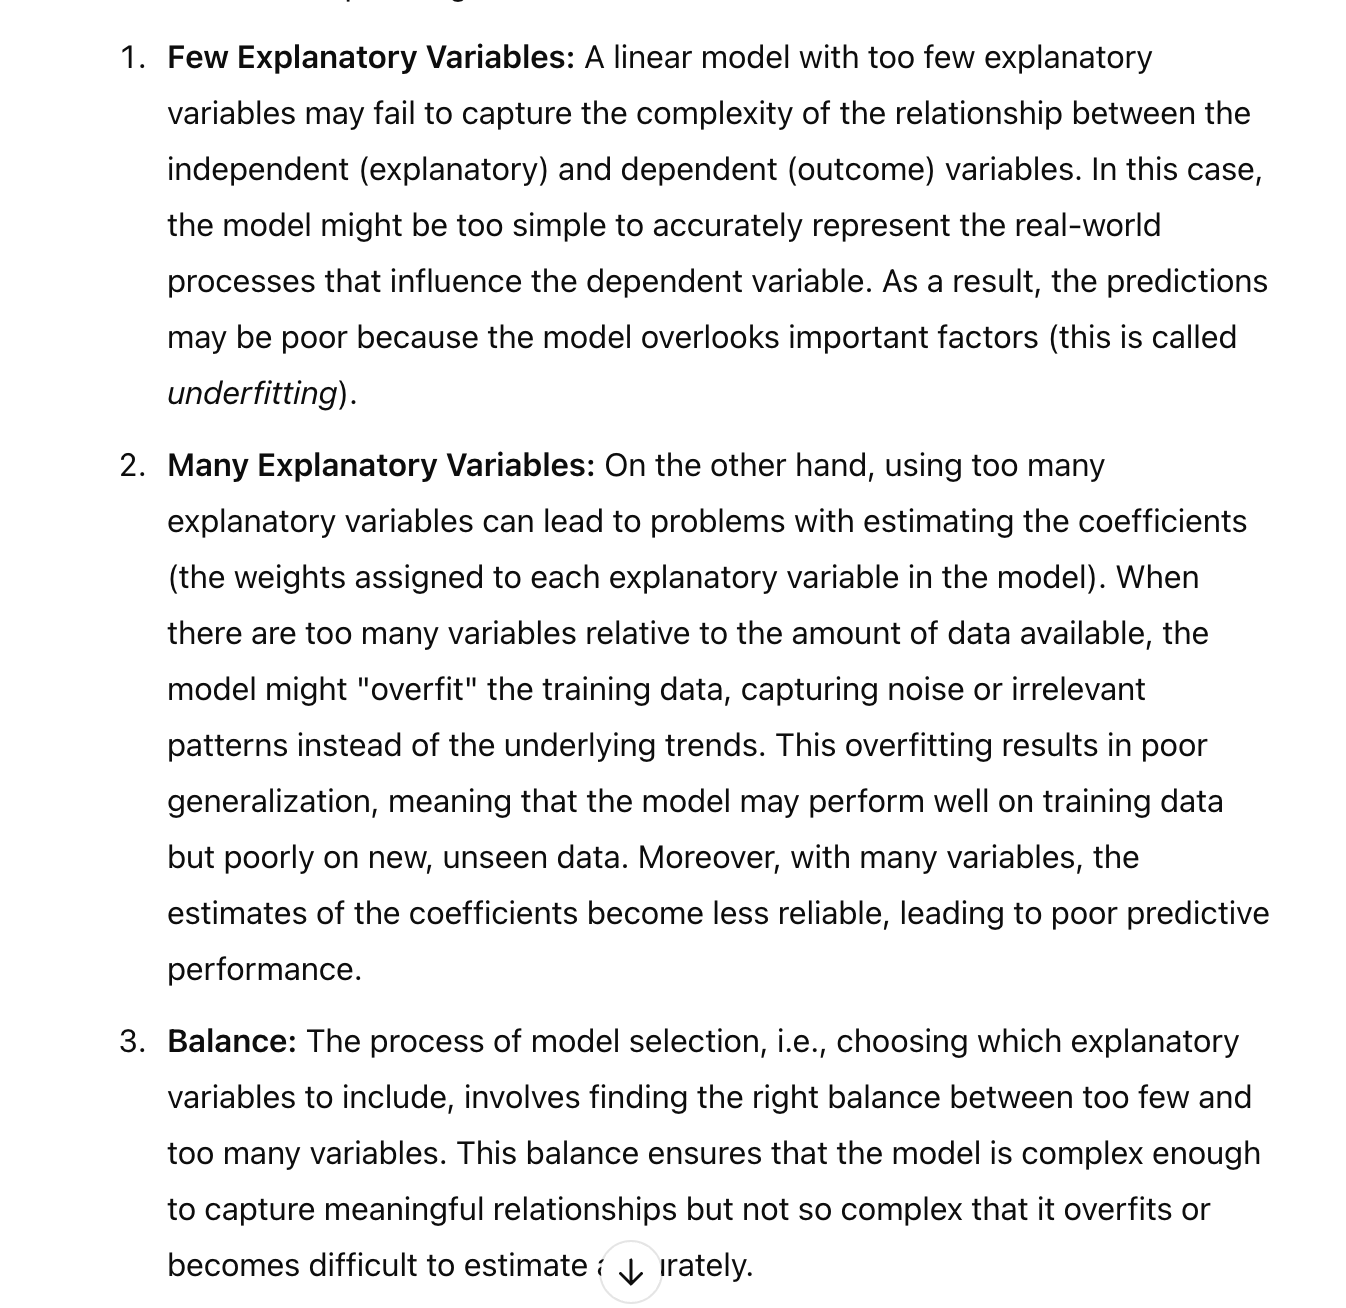 1. Few Explanatory Variables: A linear model with too few explanatory
variables may fail to capture the complexity of the relationship between the
independent (explanatory) and dependent (outcome) variables. In this case,
the model might be too simple to accurately represent the real-world
processes that influence the dependent variable. As a result, the predictions
may be poor because the model overlooks important factors (this is called
underfitting).
2. Many Explanatory Variables: On the other hand, using too many
explanatory variables can lead to problems with estimating the coefficients
(the weights assigned to each explanatory variable in the model). When
there are too many variables relative to the amount of data available, the
model might "overfit" the training data, capturing noise or irrelevant
patterns instead of the underlying trends. This overfitting results in poor
generalization, meaning that the model may perform well on training data
but poorly on new, unseen data. Moreover, with many variables, the
estimates of the coefficients become less reliable, leading to poor predictive
performance.
3. Balance: The process of model selection, i.e., choosing which explanatory
variables to include, involves finding the right balance between too few and
too many variables. This balance ensures that the model is complex enough
to capture meaningful relationships but not so complex that it overfits or
becomes difficult to estimate